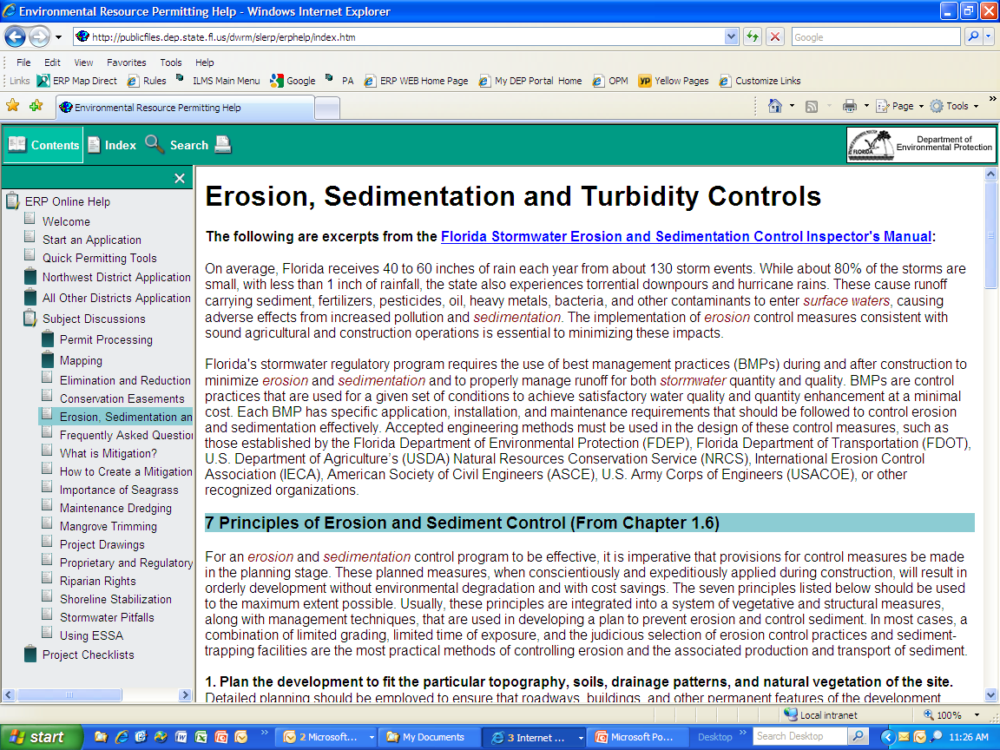 Environmental Resource Permitting Help - Windows Internet Explorer
http://publicfiles.dep.state.fl.us/dwrm/slerp/erphelp/index.htm
Google
File Edit View Favorites Tools Help
Links ERP Map Direct Rules ILMS Main Menu Google PA ERP WEB Home Page My DEP Portal Home OPM Yellow Pages Customize Links
Environmental Resource Permitting Help
Page Tools
Contents Index Search
FLORIDA
Department of
Environmental Protection
ERP Online Help
Welcome
Start an Application
Quick Permitting Tools
Northwest District Application
All Other Districts Application
Subject Discussions
Permit Processing
Mapping
Elimination and Reduction
Conservation Easements
Erosion, Sedimentation an
Frequently Asked Question
What is Mitigation?
How to Create a Mitigation
Importance of Seagrass
Maintenance Dredging
Mangrove Trimming
Project Drawings
Proprietary and Regulatory
Riparian Rights
Shoreline Stabilization
Stormwater Pitfalls
Using ESSA
Project Checklists
Erosion, Sedimentation and Turbidity Controls
The following are excerpts from the Florida Stormwater Erosion and Sedimentation Control Inspector's Manual:
On average, Florida receives 40 to 60 inches of rain each year from about 130 storm events. While about 80% of the storms are
small, with less than 1 inch of rainfall, the state also experiences torrential downpours and hurricane rains. These cause runoff
carrying sediment, fertilizers, pesticides, oil, heavy metals, bacteria, and other contaminants to enter surface waters, causing
adverse effects from increased pollution and sedimentation. The implementation of erosion control measures consistent with
sound agricultural and construction operations is essential to minimizing these impacts.
Florida's stormwater regulatory program requires the use of best management practices (BMPs) during and after construction to
minimize erosion and sedimentation and to properly manage runoff for both stormwater quantity and quality. BMPs are control
practices that are used for a given set of conditions to achieve satisfactory water quality and quantity enhancement at a minimal
cost. Each BMP has specific application, installation, and maintenance requirements that should be followed to control erosion
and sedimentation effectively. Accepted engineering methods must be used in the design of these control measures, such as
those established by the Florida Department of Environmental Protection (FDEP), Florida Department of Transportation (FDOT),
U.S. Department of Agriculture's (USDA) Natural Resources Conservation Service (NRCS), International Erosion Control
Association (IECA), American Society of Civil Engineers (ASCE), U.S. Army Corps of Engineers (USACOE), or other
recognized organizations.
7 Principles of Erosion and Sediment Control (From Chapter 1.6)
For an erosion and sedimentation control program to be effective, it is imperative that provisions for control measures be made
in the planning stage. These planned measures, when conscientiously and expeditiously applied during construction, will result in
orderly development without environmental degradation and with cost savings. The seven principles listed below should be used
to the maximum extent possible. Usually, these principles are integrated into a system of vegetative and structural measures,
along with management techniques, that are used in developing a plan to prevent erosion and control sediment. In most cases, a
combination of limited grading, limited time of exposure, and the judicious selection of erosion control practices and sediment-
trapping facilities are the most practical methods of controlling erosion and the associated production and transport of sediment.
1. Plan the development to fit the particular topography, soils, drainage patterns, and natural vegetation of the site.
Detailed planning should be employed to ensure that roadways, buildings, and other permanent features of the development
Local intranet 100%
start 2 Microsoft... My Documents 3 Internet ... Microsoft Po... Desktop Search Desktop 11:26 AM